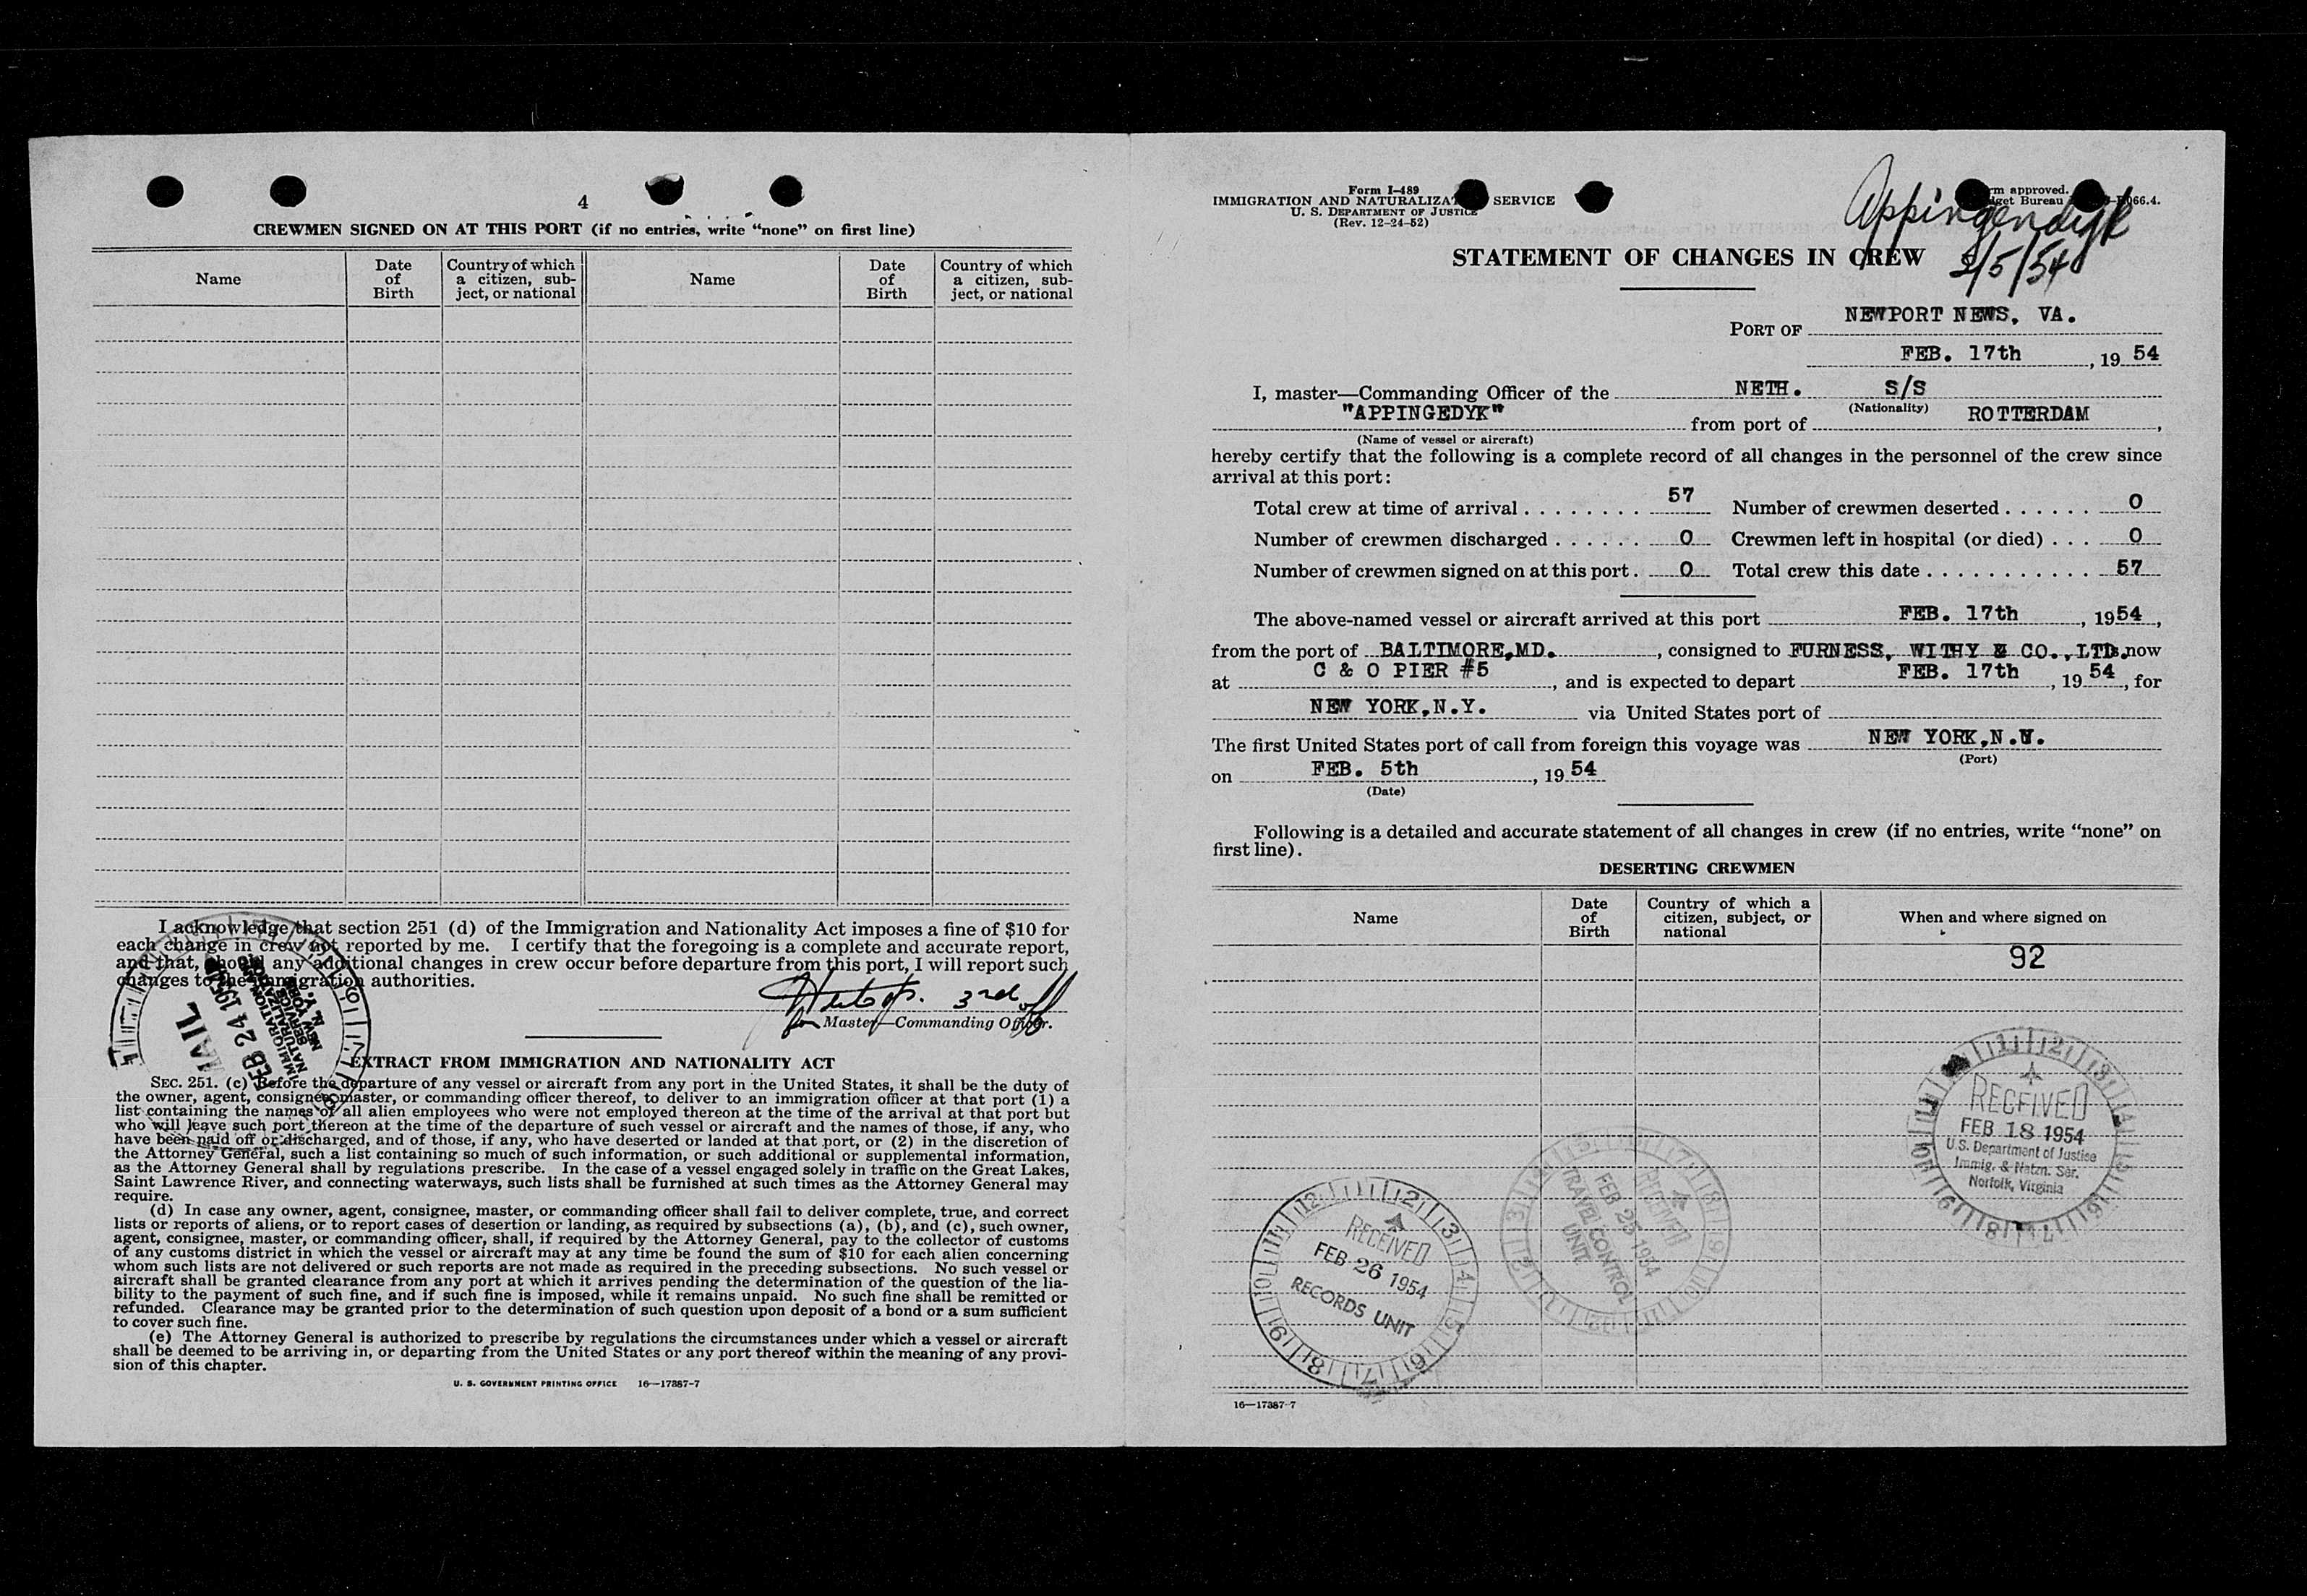 4
CREWMEN SIGNED ON AT THIS PORT (if no entries, write “none” on first line)
Name
Date of Birth
Country of which a citizen, sub-ject, or national
Name
Date of Birth
Country of which a citizen, sub-ject, or national
I acknowledge that section 251 (d) of the Immigration and Nationality Act imposes a fine of $10 for
each change in crew not reported by me. I certify that the foregoing is a complete and accurate report,
and that, should any additional changes in crew occur before departure from this port, I will report such
changes to the immigration authorities.
3rd off
for Master—Commanding Officer.
MAIL
FEB 24 1954
IMMIGRATION AND
NATURALIZATION
SERVICE
NEW YORK
N. Y.
EXTRACT FROM IMMIGRATION AND NATIONALITY ACT
SEC. 251. (c) Before the departure of any vessel or aircraft from any port in the United States, it shall be the duty of
the owner, agent, consignee, master, or commanding officer thereof, to deliver to an immigration officer at that port (1) a
list containing the names of all alien employees who were not employed thereon at the time of the arrival at that port but
who will leave such port thereon at the time of the departure of such vessel or aircraft and the names of those, if any, who
have been paid off or discharged, and of those, if any, who have deserted or landed at that port, or (2) in the discretion of
the Attorney General, such a list containing so much of such information, or such additional or supplemental information,
as the Attorney General shall by regulations prescribe. In the case of a vessel engaged solely in traffic on the Great Lakes,
Saint Lawrence River, and connecting waterways, such lists shall be furnished at such times as the Attorney General may
require.
(d) In case any owner, agent, consignee, master, or commanding officer shall fail to deliver complete, true, and correct
lists or reports of aliens, or to report cases of desertion or landing, as required by subsections (a), (b), and (c), such owner,
agent, consignee, master, or commanding officer, shall, if required by the Attorney General, pay to the collector of customs
of any customs district in which the vessel or aircraft may at any time be found the sum of $10 for each alien concerning
whom such lists are not delivered or such reports are not made as required in the preceding subsections. No such vessel or
aircraft shall be granted clearance from any port at which it arrives pending the determination of the question of the lia-
bility to the payment of such fine, and if such fine is imposed, while it remains unpaid. No such fine shall be remitted or
refunded. Clearance may be granted prior to the determination of such question upon deposit of a bond or a sum sufficient
to cover such fine.
(e) The Attorney General is authorized to prescribe by regulations the circumstances under which a vessel or aircraft
shall be deemed to be arriving in, or departing from the United States or any port thereof within the meaning of any provi-
sion of this chapter.
U. S. GOVERNMENT PRINTING OFFICE 16—17387-7
Form I-489
IMMIGRATION AND NATURALIZA SERVICE
U. S. DEPARTMENT OF JUSTICE
(Rev. 12-24-52)
rm approved.
dget Bureau 066.4.
Appingendyk
2/5/54
STATEMENT OF CHANGES IN CREW
PORT OF NEWPORT NEWS, VA.
FEB. 17th, 19 54
I, master—Commanding Officer of the NETH. S/S
(Nationality)
"APPINGEDYK" from port of ROTTERDAM,
(Name of vessel or aircraft)
hereby certify that the following is a complete record of all changes in the personnel of the crew since
arrival at this port:
Total crew at time of arrival 57 Number of crewmen deserted 0
Number of crewmen discharged 0 Crewmen left in hospital (or died) 0
Number of crewmen signed on at this port 0 Total crew this date 57
The above-named vessel or aircraft arrived at this port FEB. 17th, 1954,
from the port of BALTIMORE,MD., consigned to FURNESS, WITHY & CO.,LTD. now
at C & O PIER #5, and is expected to depart FEB. 17th, 19 54, for
NEW YORK,N.Y. via United States port of
The first United States port of call from foreign this voyage was NEW YORK,N.Y.
(Port)
on FEB. 5th, 19 54
(Date)
Following is a detailed and accurate statement of all changes in crew (if no entries, write “none” on
first line).
DESERTING CREWMEN
Name
Date of Birth
Country of which a citizen, subject, or national
When and where signed on
92
RECEIVED
FEB 18 1954
U.S. Department of Justice
Immig. & Natzn. Ser.
Norfolk, Virginia
RECEIVED
FEB 25 1954
TRAVEL CONTROL
UNIT
RECEIVED
FEB 26 1954
RECORDS UNIT
16—17387-7